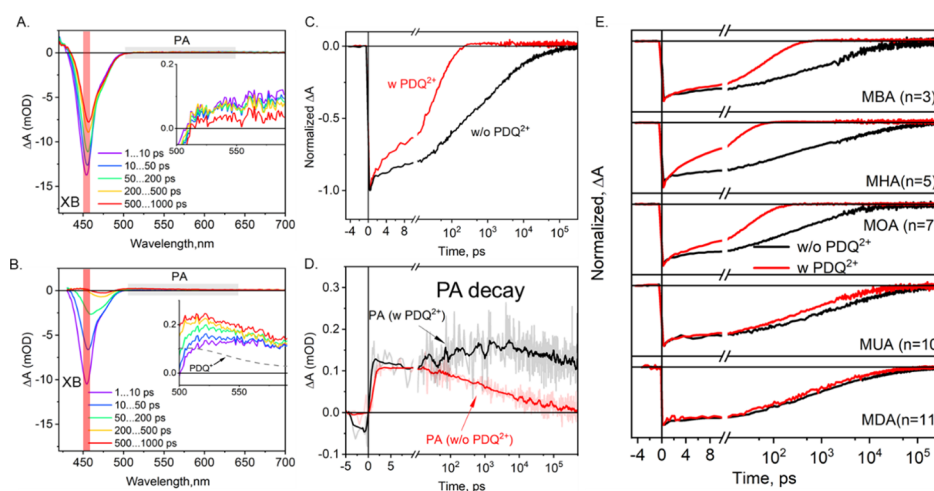 A.
PA
ΔA (mOD)
0
-5
-10
-15
0.2
0.0
500
550
1...10 ps
10...50 ps
50...200 ps
200...500 ps
500...1000 ps
XB
450
500
550
600
650
700
Wavelength,nm
B.
PA
ΔA (mOD)
0
-5
-10
-15
0.2
0.1
0.0
PDQ⁺
500
550
1...10 ps
10...50 ps
50...200 ps
200...500 ps
500...1000 ps
XB
450
500
550
600
650
700
Wavelength,nm
C.
Normalized ΔA
0.0
-0.5
-1.0
w PDQ²⁺
w/o PDQ²⁺
-4
0
4
8
10²
10³
10⁴
10⁵
Time, ps
D.
PA decay
ΔA (mOD)
0.3
0.2
0.1
0.0
0.1
PA (w PDQ²⁺)
PA (w/o PDQ²⁺)
-5
0
5
10²
10³
10⁴
10⁵
Time, ps
E.
Normalized, ΔA
MBA (n=3)
MHA(n=5)
MOA (n=7
w/o PDQ²⁺
w PDQ²⁺
MUA (n=10
MDA(n=11
-4
0
4
8
10²
10³
10⁴
10⁵
Time, ps